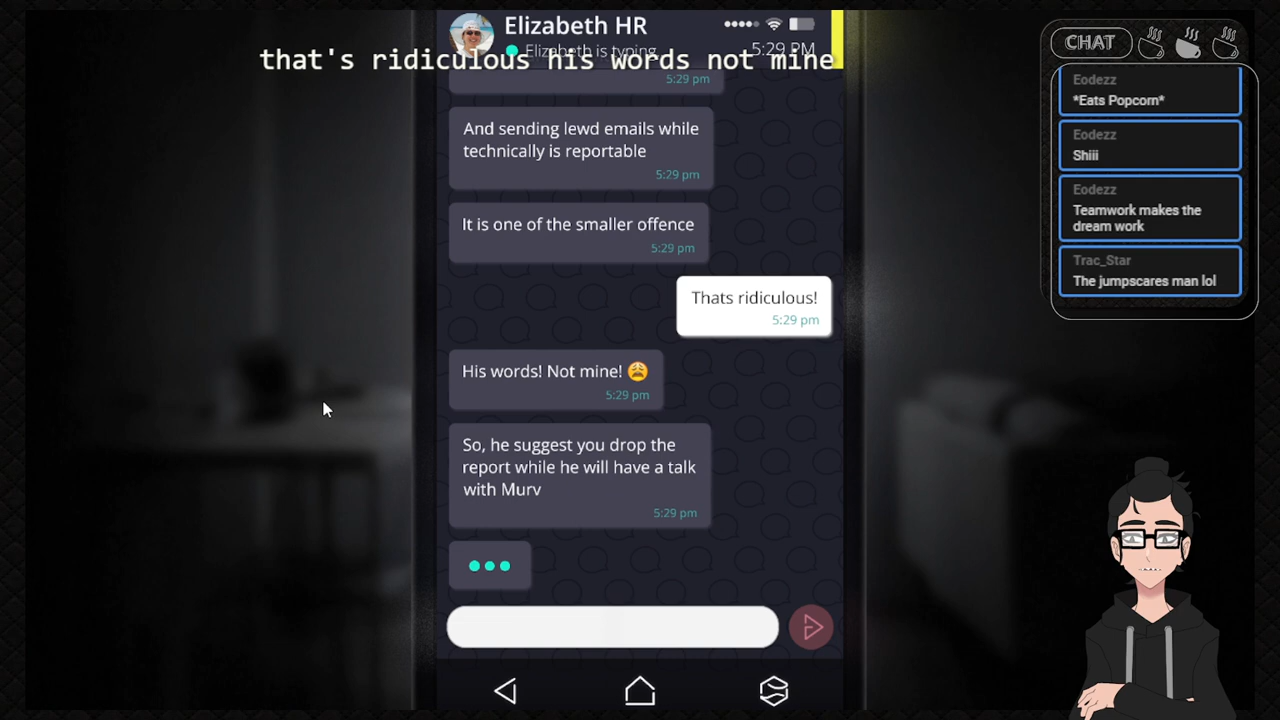 Elizabeth HR
Elizabeth is typing
5:29 PM
that's ridiculous his words not mine
5:29 pm
And sending lewd emails while
technically is reportable
5:29 pm
It is one of the smaller offence
5:29 pm
Thats ridiculous!
5:29 pm
His words! Not mine! 😩
5:29 pm
So, he suggest you drop the
report while he will have a talk
with Murv
5:29 pm
CHAT
Eodezz
*Eats Popcorn*
Eodezz
Shiii
Eodezz
Teamwork makes the
dream work
Trac_Star
The jumpscares man lol